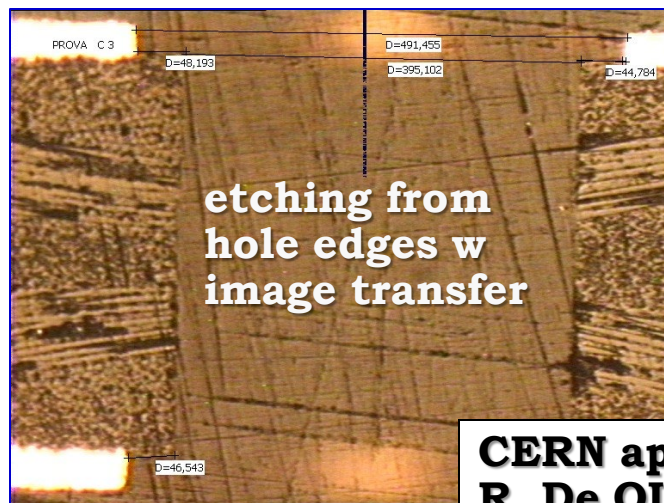 PROVA C 3
D=491,455
D=48,193
D=395,102
D=44,784
etching from
hole edges w
image transfer
D=46,543
CERN
R. De